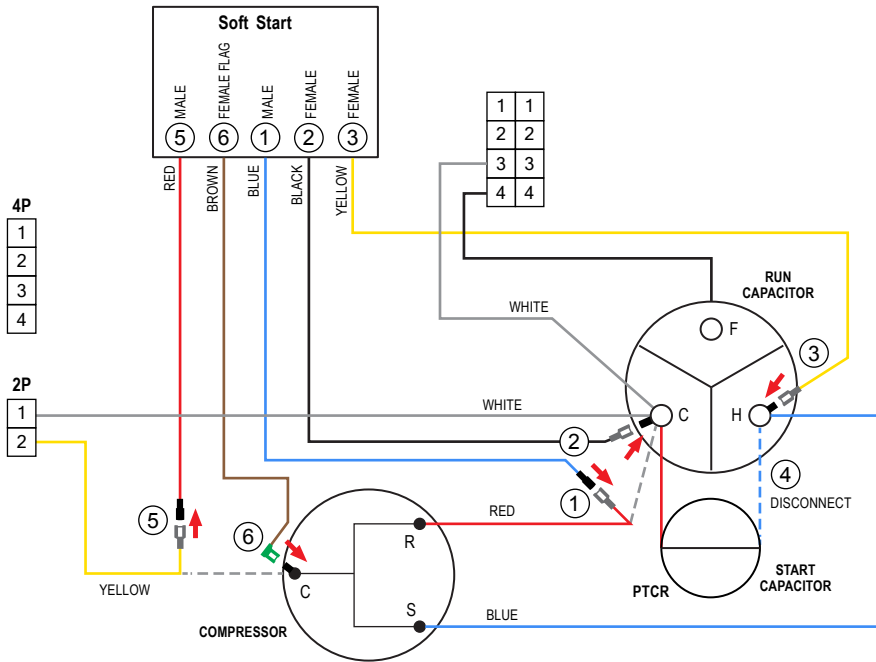 Soft Start
MALE
FEMALE FLAG
MALE
FEMALE
FEMALE
5
6
1
2
3
RED
BROWN
BLUE
BLACK
YELLOW
1 1
2 2
3 3
4 4
4P
1
2
3
4
RUN
CAPACITOR
F
WHITE
3
2P
1
2
WHITE
C
H
2
4
DISCONNECT
1
5
6
RED
R
START
CAPACITOR
PTCR
YELLOW
C
S
BLUE
COMPRESSOR